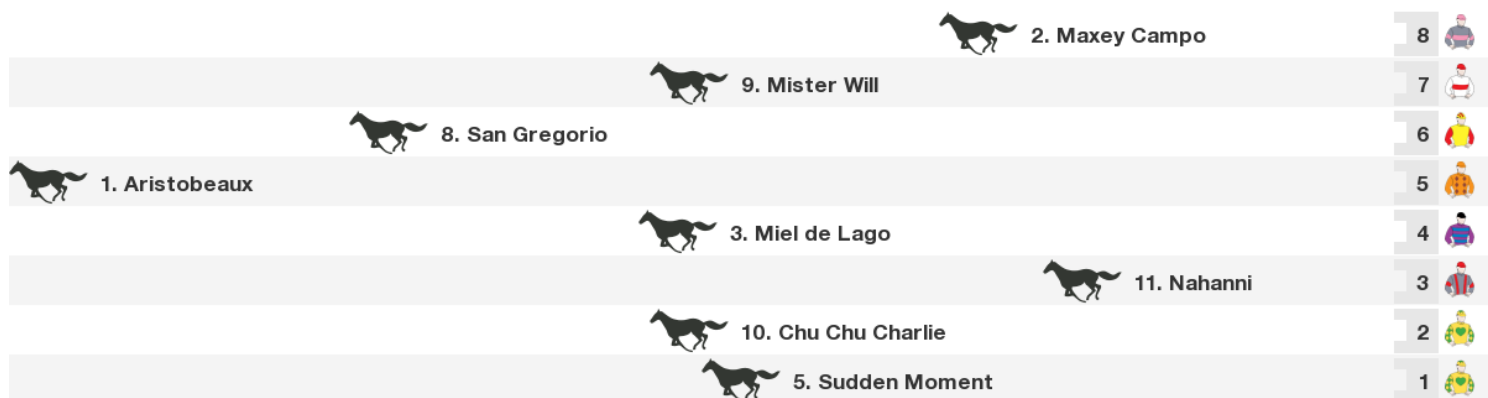 2. Maxey Campo 8
9. Mister Will 7
8. San Gregorio 6
1. Aristobeaux 5
3. Miel de Lago 4
11. Nahanni 3
10. Chu Chu Charlie 2
5. Sudden Moment 1